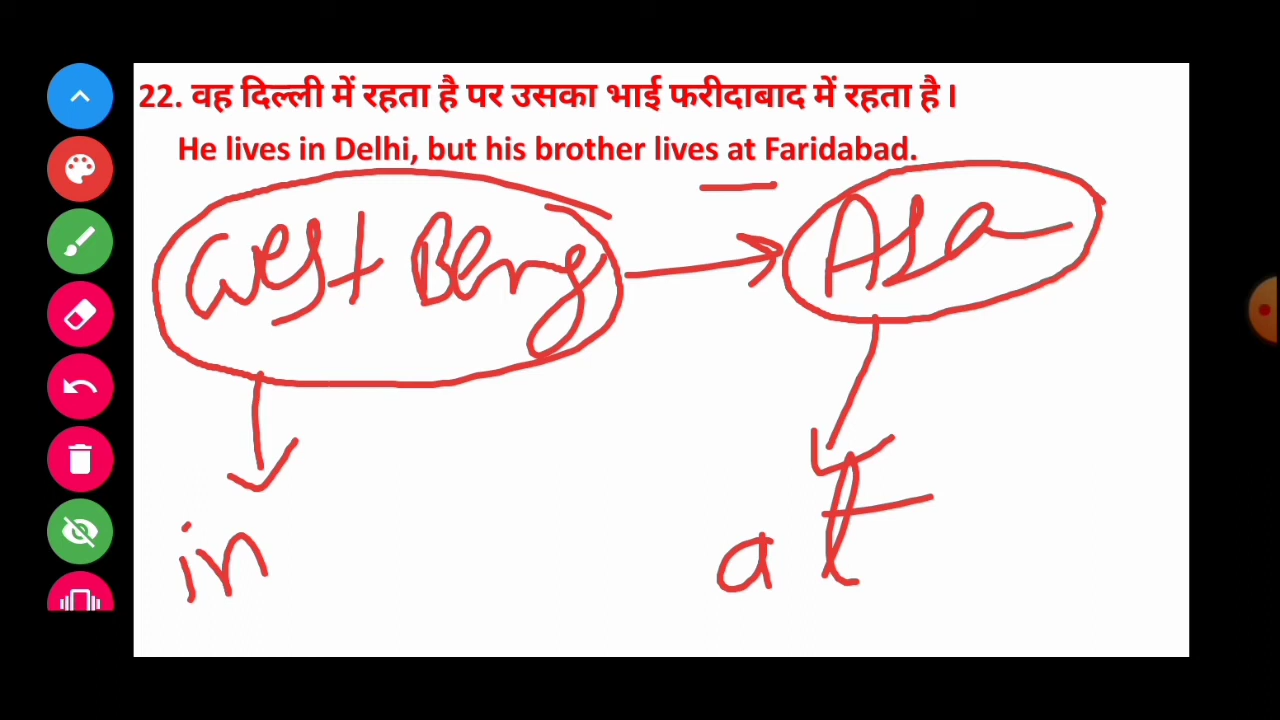 22. वह दिल्ली में रहता है पर उसका भाई फरीदाबाद में रहता है ।
He lives in Delhi, but his brother lives at Faridabad.
West Beng
in
at